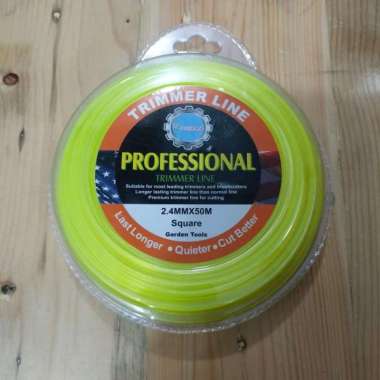 TRIMMER LINE
PROFESSIONAL
TRIMMER LINE
Suitable for most leading trimmers and brushcutters
Longer lasting trimmer line than normal line
Premium trimmer line for cutting
2.4MMX50M
Square
Garden Tools
Last Longer • Quieter • Cut Better